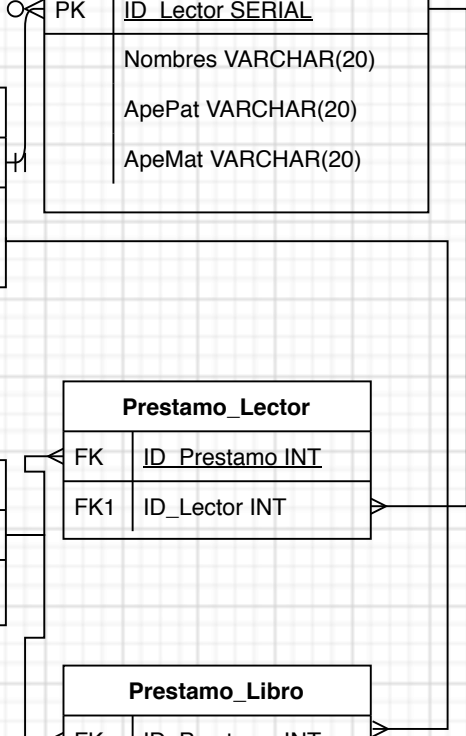 PK ID_Lector SERIAL
Nombres VARCHAR(20)
ApePat VARCHAR(20)
ApeMat VARCHAR(20)
Prestamo_Lector
FK ID_Prestamo INT
FK1 ID_Lector INT
Prestamo_Libro